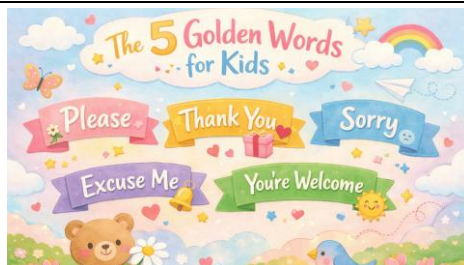 The 5 Golden Words
for Kids
Please
Thank You
Sorry
Excuse Me
You're Welcome